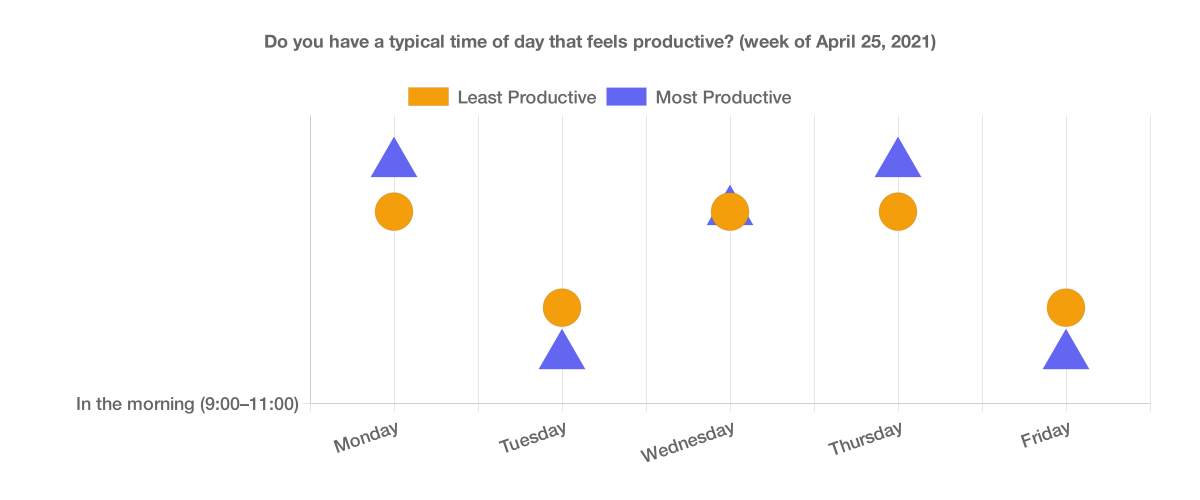 Do you have a typical time of day that feels productive? (week of April 25, 2021)
Least Productive Most Productive
In the morning (9:00–11:00)
Monday Tuesday Wednesday Thursday Friday